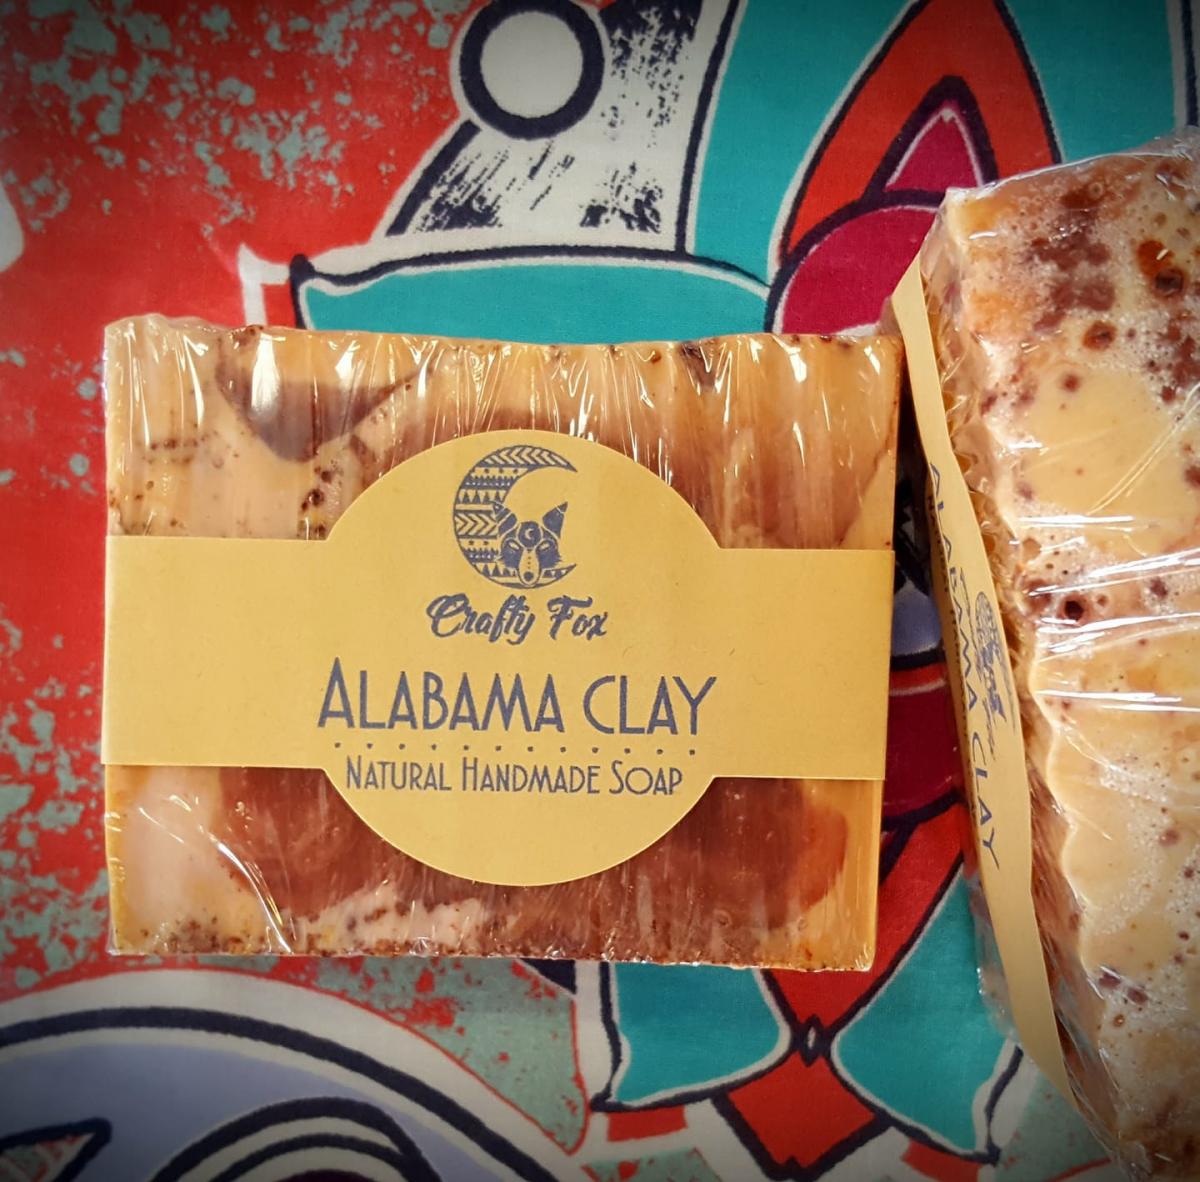 Crafty Fox
ALABAMA CLAY
NATURAL HANDMADE SOAP
ALABAMA CLAY